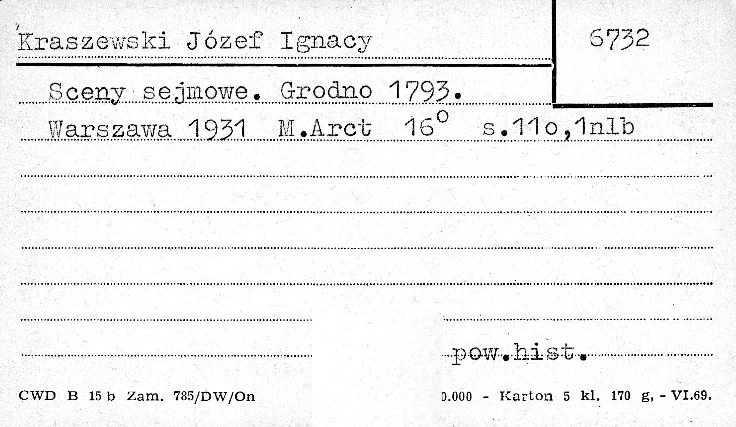 Kraszewski Józef Ignacy
6732
Sceny sejmowe. Grodno 1793.
Warszawa 1931 M.Arct 16° s.11o,1nlb
pow.hist.
CWD B 15 b Zam. 785/DW/On 0.000 - Karton 5 kl. 170 g, - VI.69.